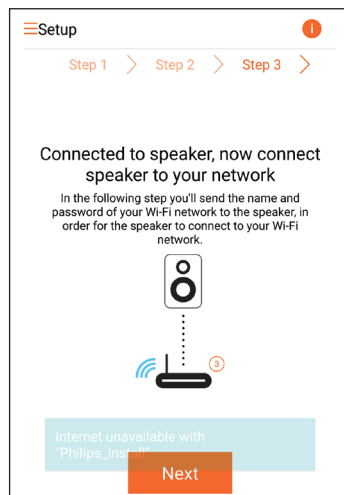 Setup
i
Step 1 Step 2 Step 3
Connected to speaker, now connect
speaker to your network
In the following step you'll send the name and
password of your Wi-Fi network to the speaker, in
order for the speaker to connect to your Wi-Fi
network.
3
Internet unavailable with
"Philips_Install".
Next